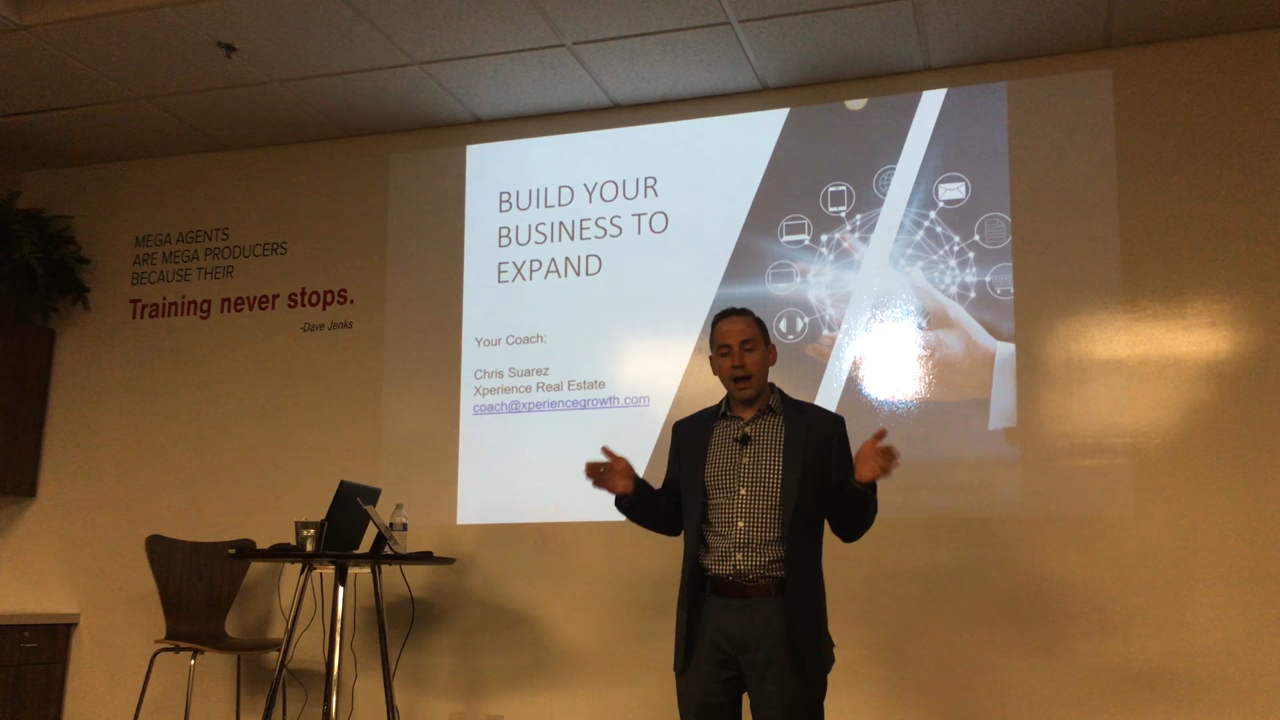 MEGA AGENTS
ARE MEGA PRODUCERS
BECAUSE THEIR
Training never stops.
-Dave Jenks
BUILD YOUR
BUSINESS TO
EXPAND
Your Coach:
Chris Suarez
Xperience Real Estate
coach@xperiencegrowth.com